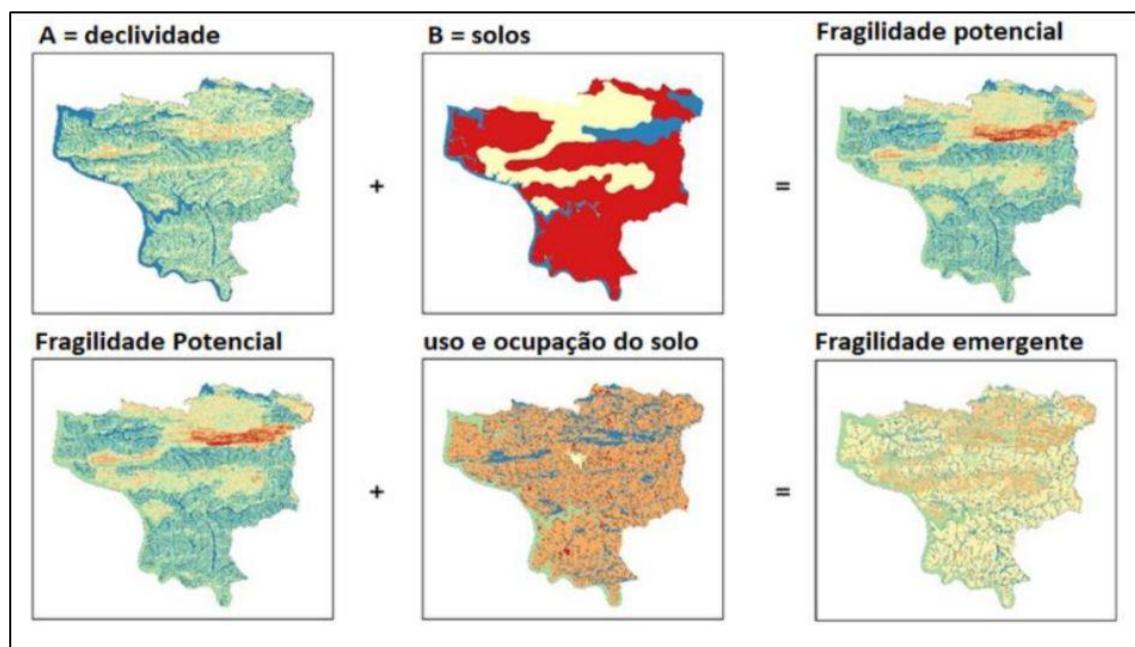 A = declividade
B = solos
Fragilidade potencial
+
=
Fragilidade Potencial
uso e ocupação do solo
Fragilidade emergente
+
=